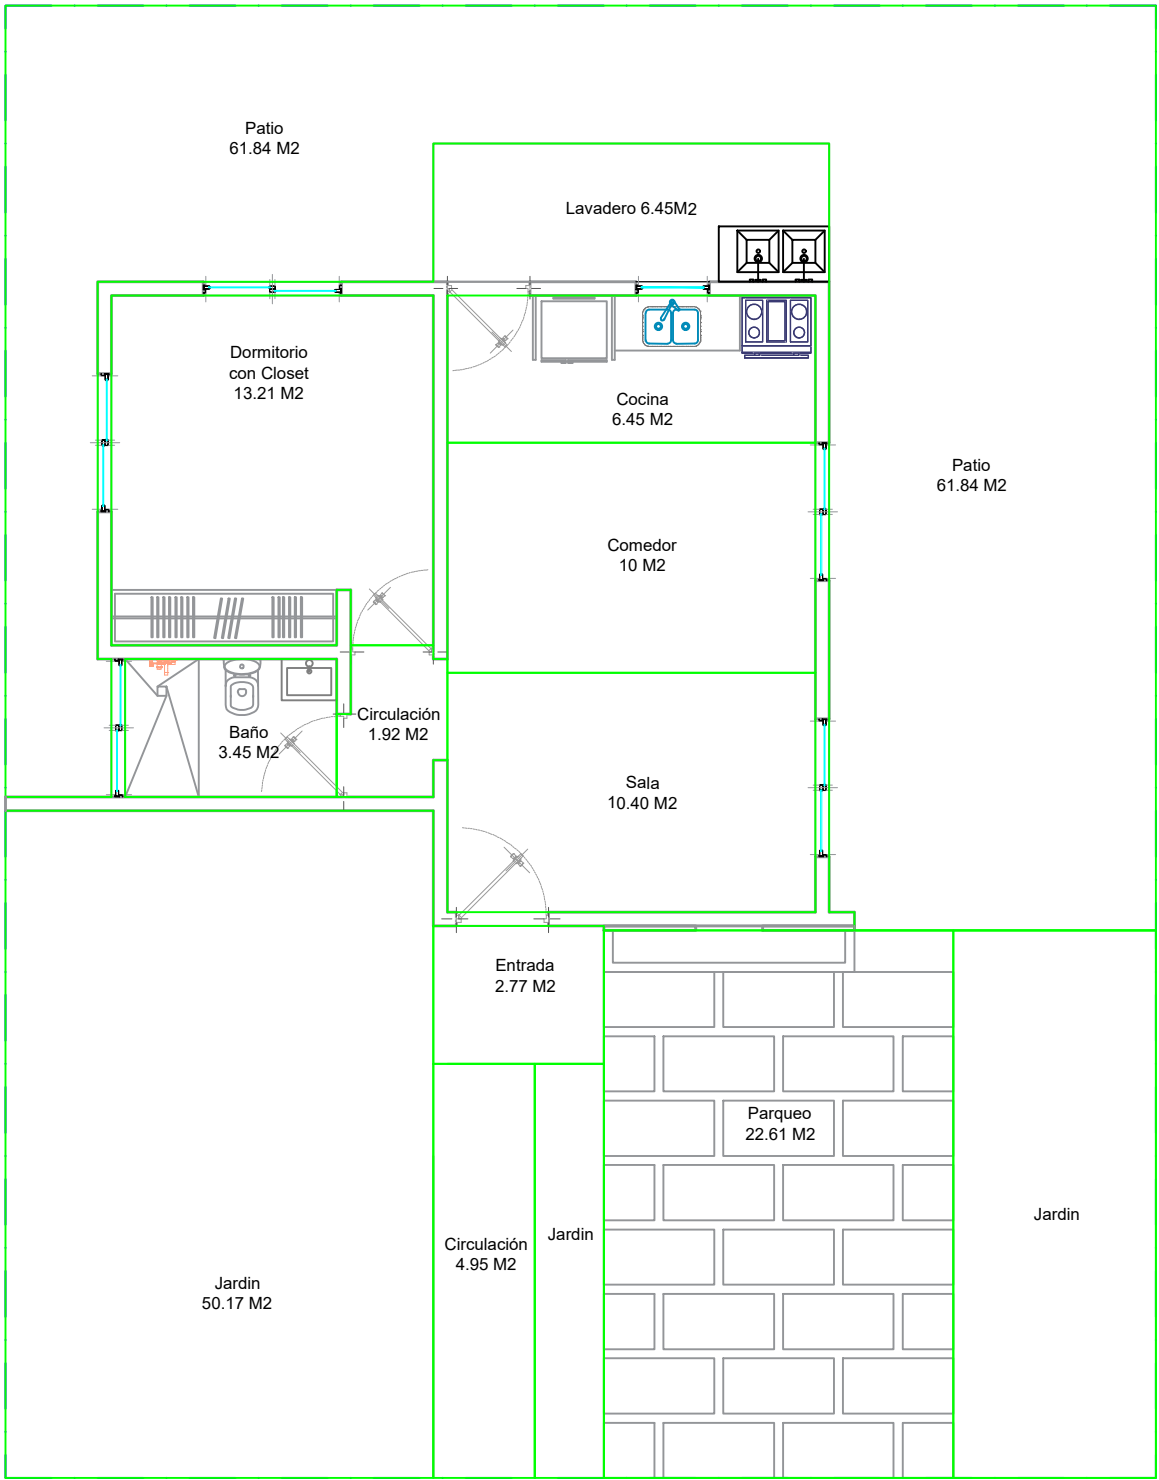 Patio
61.84 M2
Lavadero 6.45M2
Dormitorio
con Closet
13.21 M2
Cocina
6.45 M2
Patio
61.84 M2
Comedor
10 M2
Circulación
1.92 M2
Baño
3.45 M2
Sala
10.40 M2
Entrada
2.77 M2
Parqueo
22.61 M2
Jardin
Jardin
Circulación
4.95 M2
Jardin
50.17 M2